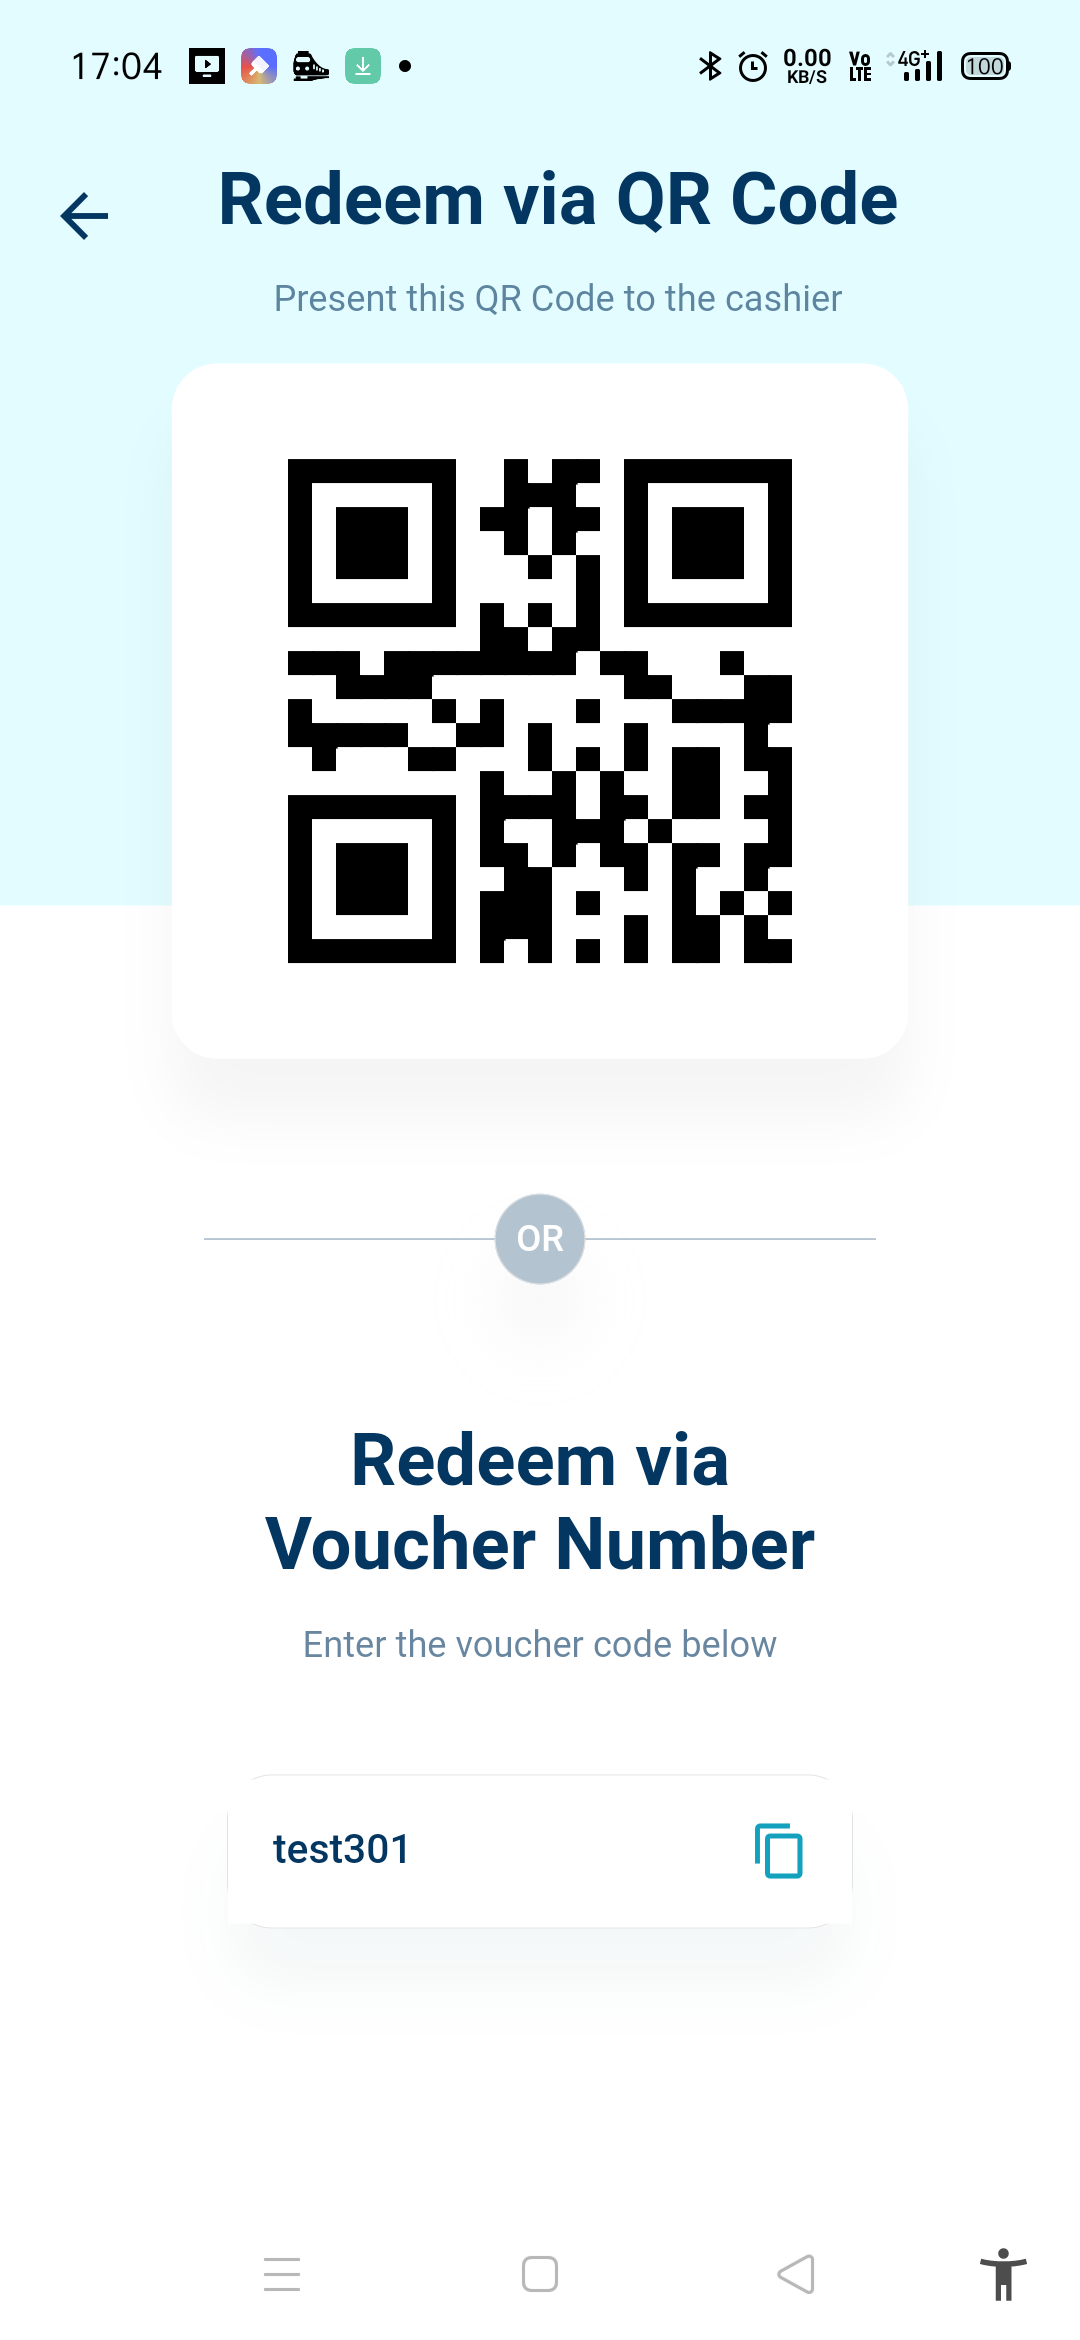 17:04 0.00 KB/S Vo LTE 4G+ 100
Redeem via QR Code
Present this QR Code to the cashier
OR
Redeem via
Voucher Number
Enter the voucher code below
test301